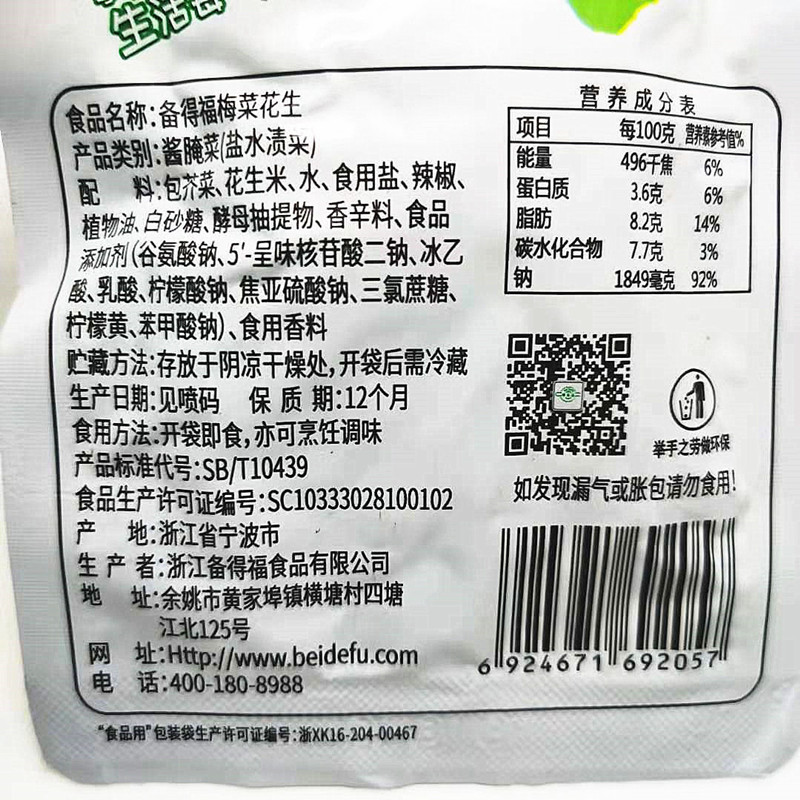 生活
食品名称:备得福梅菜花生
产品类别:酱腌菜(盐水渍菜)
配 料:包芥菜、花生米、水、食用盐、辣椒、
植物油、白砂糖、酵母抽提物、香辛料、食品
添加剂(谷氨酸钠、5'-呈味核苷酸二钠、冰乙
酸、乳酸、柠檬酸钠、焦亚硫酸钠、三氯蔗糖、
柠檬黄、苯甲酸钠)、食用香料
贮藏方法:存放于阴凉干燥处,开袋后需冷藏
生产日期:见喷码 保质期:12个月
食用方法:开袋即食,亦可烹饪调味
产品标准代号:SB/T10439
食品生产许可证编号:SC10333028100102
产 地:浙江省宁波市
生产者:浙江备得福食品有限公司
地 址:余姚市黄家埠镇横塘村四塘
江北125号
网 址:Http://www.beidefu.com
电 话:400-180-8988
营养成分表
项目 每100克 营养素参考值%
能量 496千焦 6%
蛋白质 3.6克 6%
脂肪 8.2克 14%
碳水化合物 7.7克 3%
钠 1849毫克 92%
举手之劳做环保
如发现漏气或胀包请勿食用!
6 924671 692057
"食品用"包装袋生产许可证编号:浙XK16-204-00467